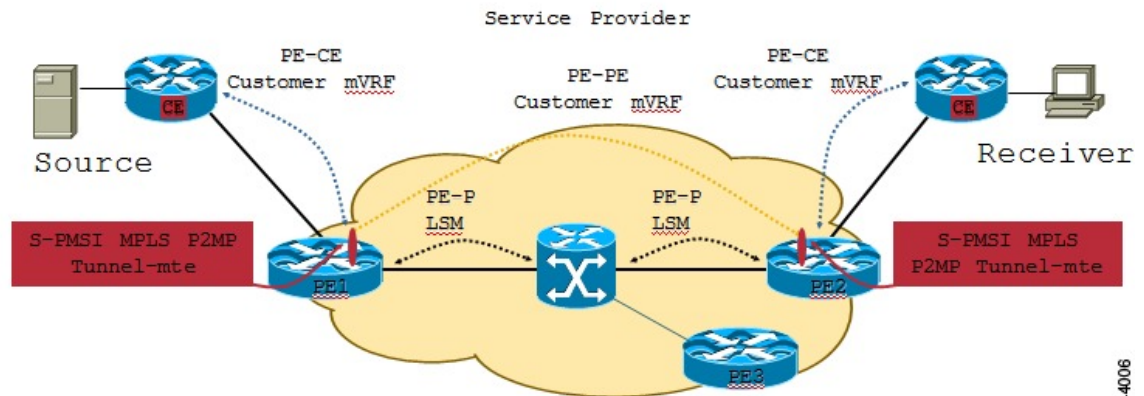 Service Provider
PE-CE
Customer mVRF
PE-PE
Customer mVRF
PE-CE
Customer mVRF
CE
CE
Source
Receiver
PE-P
LSM
PE-P
LSM
S-PMSI MPLS P2MP
Tunnel-mte
S-PMSI MPLS
P2MP Tunnel-mte
PE1
PE2
PE3
4006